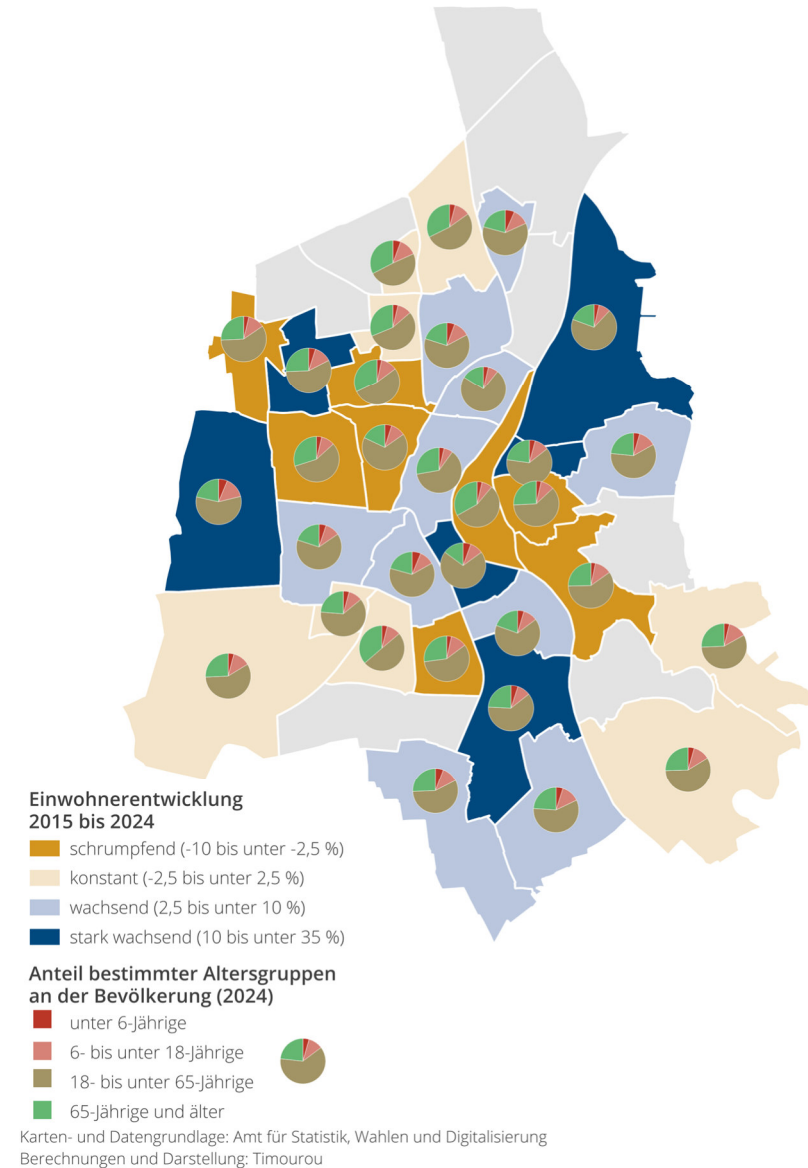 Einwohnerentwicklung
2015 bis 2024
schrumpfend (-10 bis unter -2,5 %)
konstant (-2,5 bis unter 2,5 %)
wachsend (2,5 bis unter 10 %)
stark wachsend (10 bis unter 35 %)
Anteil bestimmter Altersgruppen
an der Bevölkerung (2024)
unter 6-Jährige
6- bis unter 18-Jährige
18- bis unter 65-Jährige
65-Jährige und älter
Karten- und Datengrundlage: Amt für Statistik, Wahlen und Digitalisierung
Berechnungen und Darstellung: Timourou